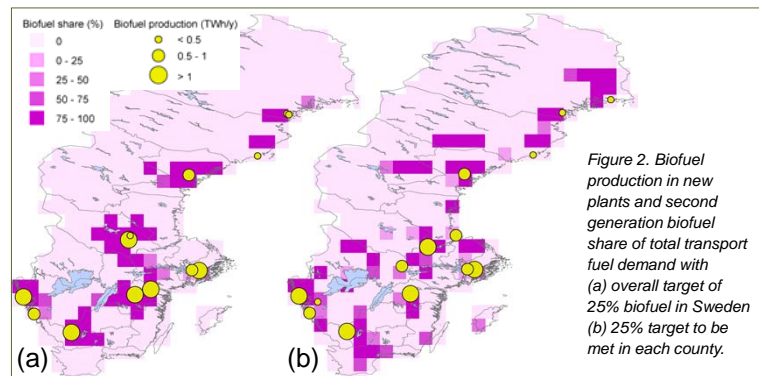 Biofuel share (%)
0
0 - 25
25 - 50
50 - 75
75 - 100
Biofuel production (TWh/y)
< 0.5
0.5 - 1
> 1
(a)
(b)
Figure 2. Biofuel
production in new
plants and second
generation biofuel
share of total transport
fuel demand with
(a) overall target of
25% biofuel in Sweden
(b) 25% target to be
met in each county.